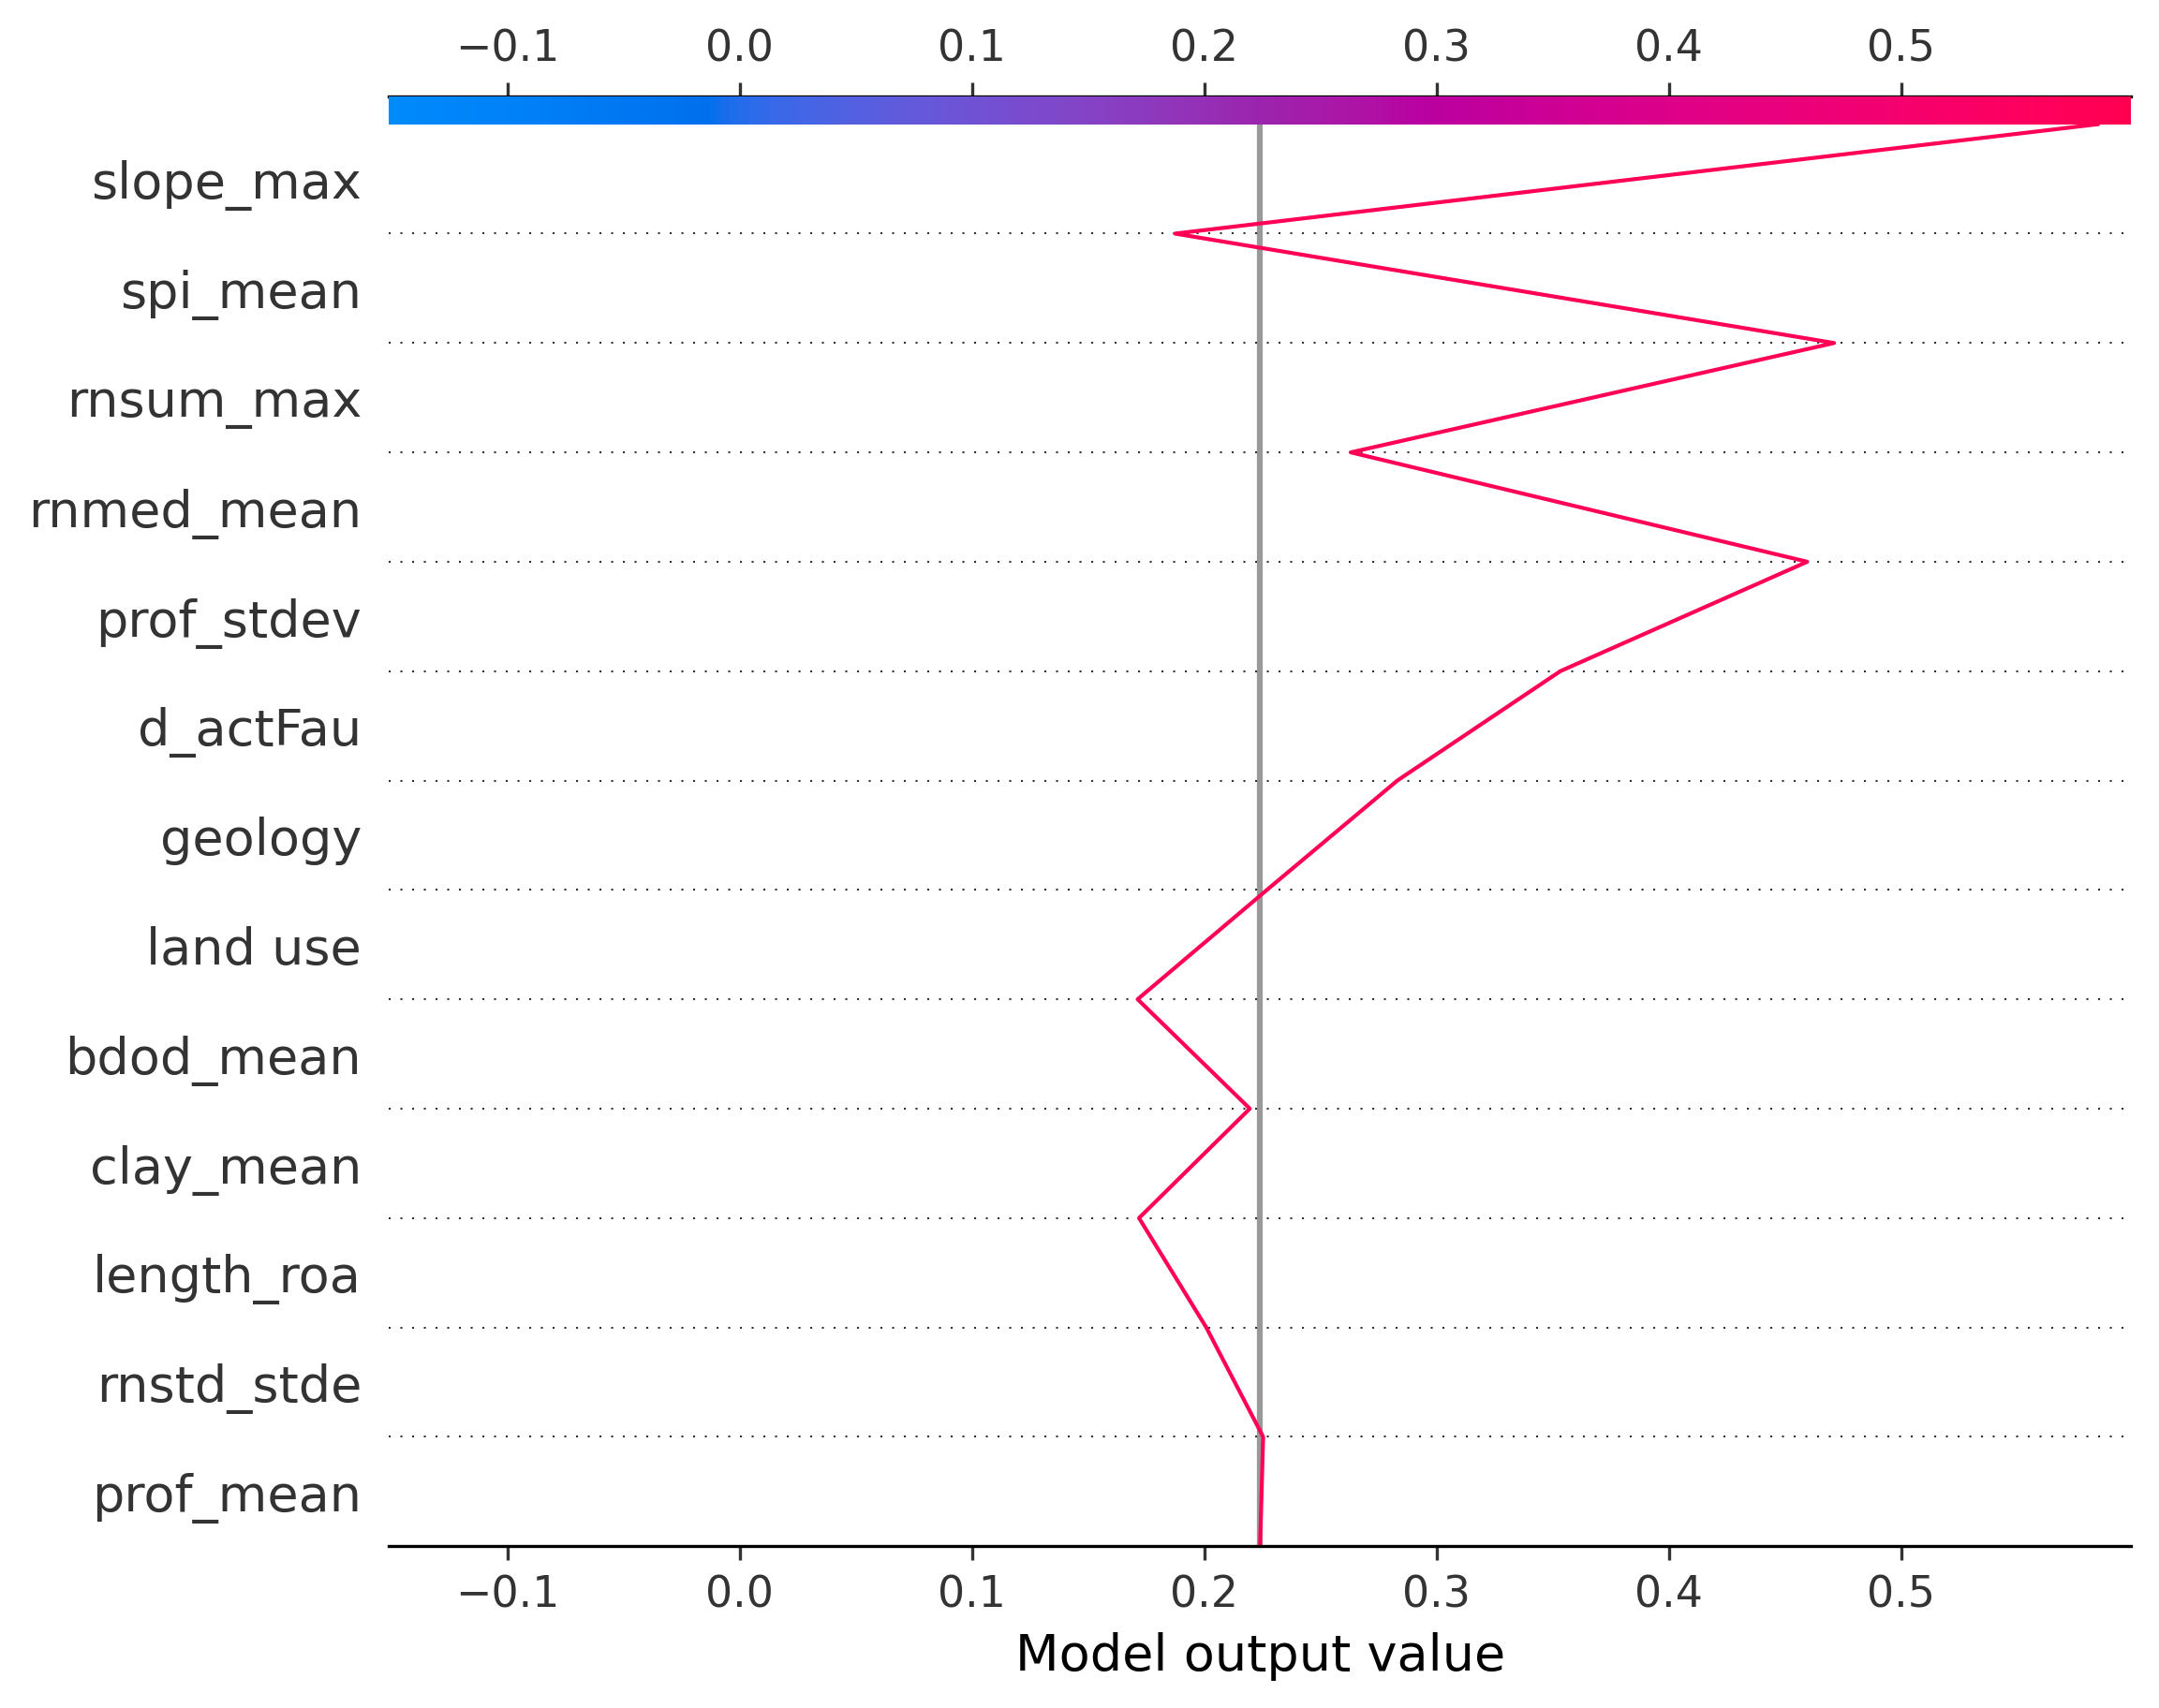 −0.1 0.0 0.1 0.2 0.3 0.4 0.5
slope_max
spi_mean
rnsum_max
rnmed_mean
prof_stdev
d_actFau
geology
land use
bdod_mean
clay_mean
length_roa
rnstd_stde
prof_mean
−0.1 0.0 0.1 0.2 0.3 0.4 0.5
Model output value